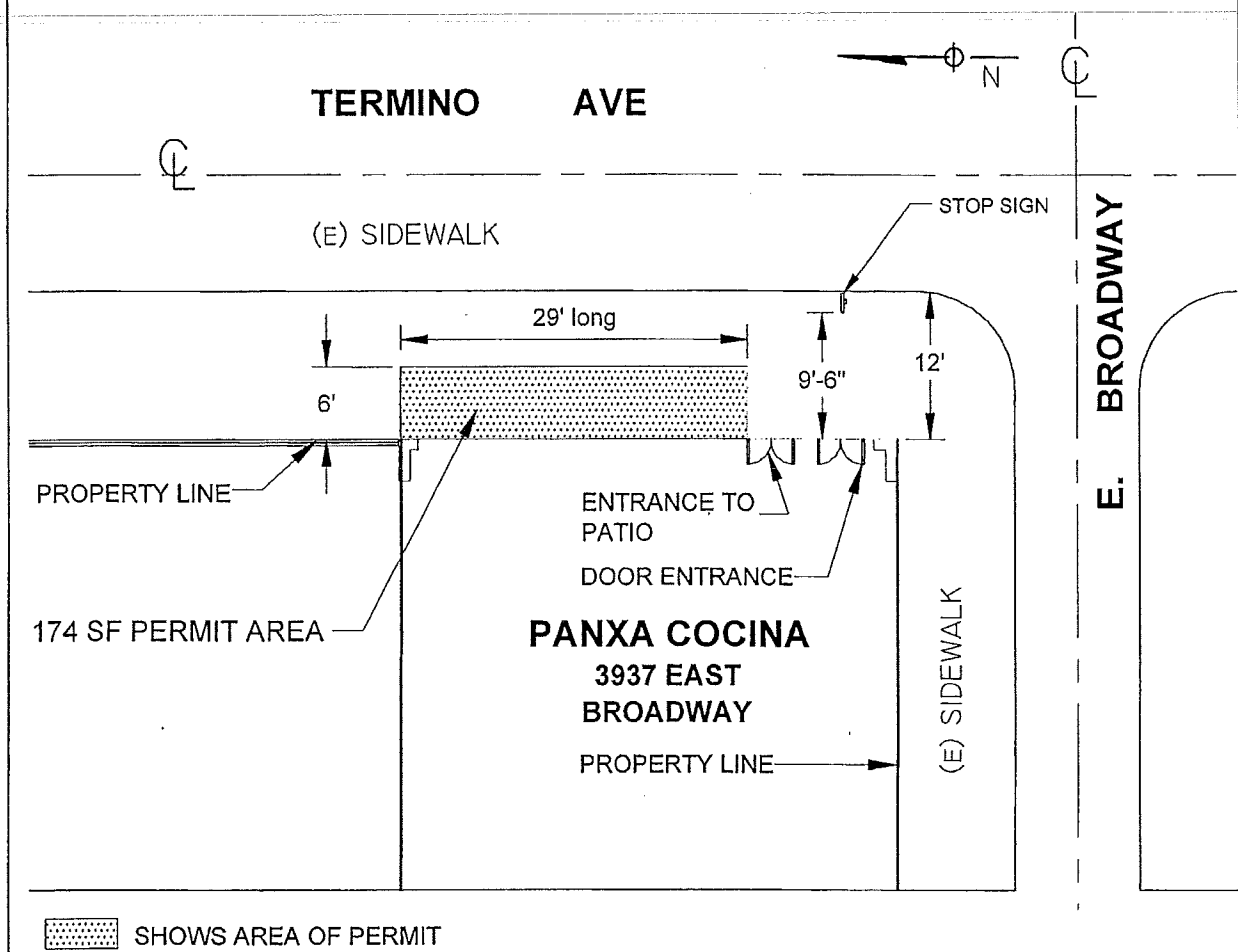 TERMINO AVE
N
CL
CL
(E) SIDEWALK
STOP SIGN
29' long
6'
9'-6"
12'
E. BROADWAY
PROPERTY LINE
ENTRANCE TO
PATIO
DOOR ENTRANCE
174 SF PERMIT AREA
PANXA COCINA
3937 EAST
BROADWAY
PROPERTY LINE
(E) SIDEWALK
SHOWS AREA OF PERMIT